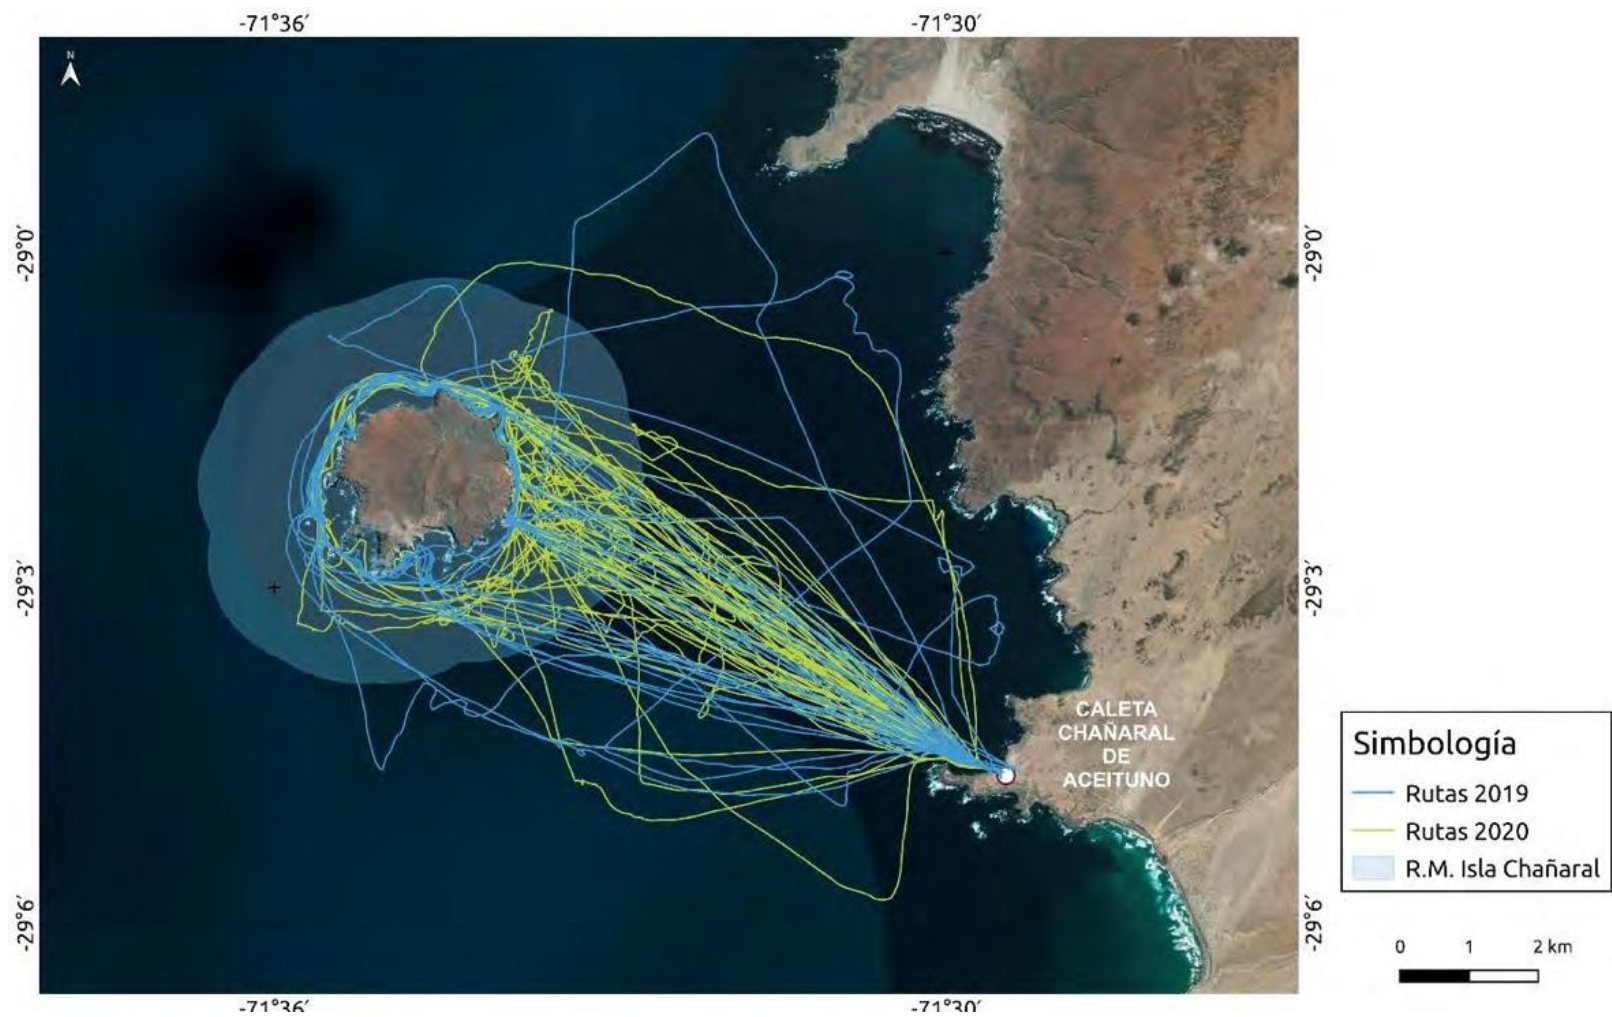 -71°36´
-71°30´
N
-29°0´
-29°0´
-29°3´
-29°3´
CALETA
CHAÑARAL
DE
ACEITUNO
Simbología
Rutas 2019
Rutas 2020
R.M. Isla Chañaral
-29°6´
-29°6´
0 1 2 km
-71°36´
-71°30´